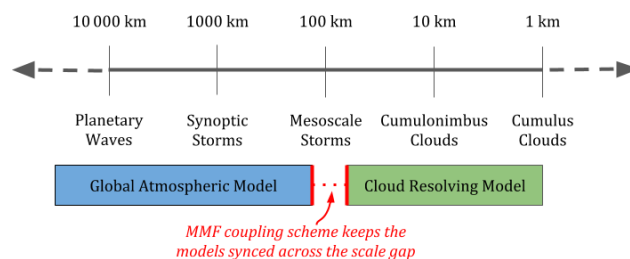 10 000 km 1000 km 100 km 10 km 1 km
Planetary Synoptic Mesoscale Cumulonimbus Cumulus
Waves Storms Storms Clouds Clouds
Global Atmospheric Model Cloud Resolving Model
MMF coupling scheme keeps the
models synced across the scale gap